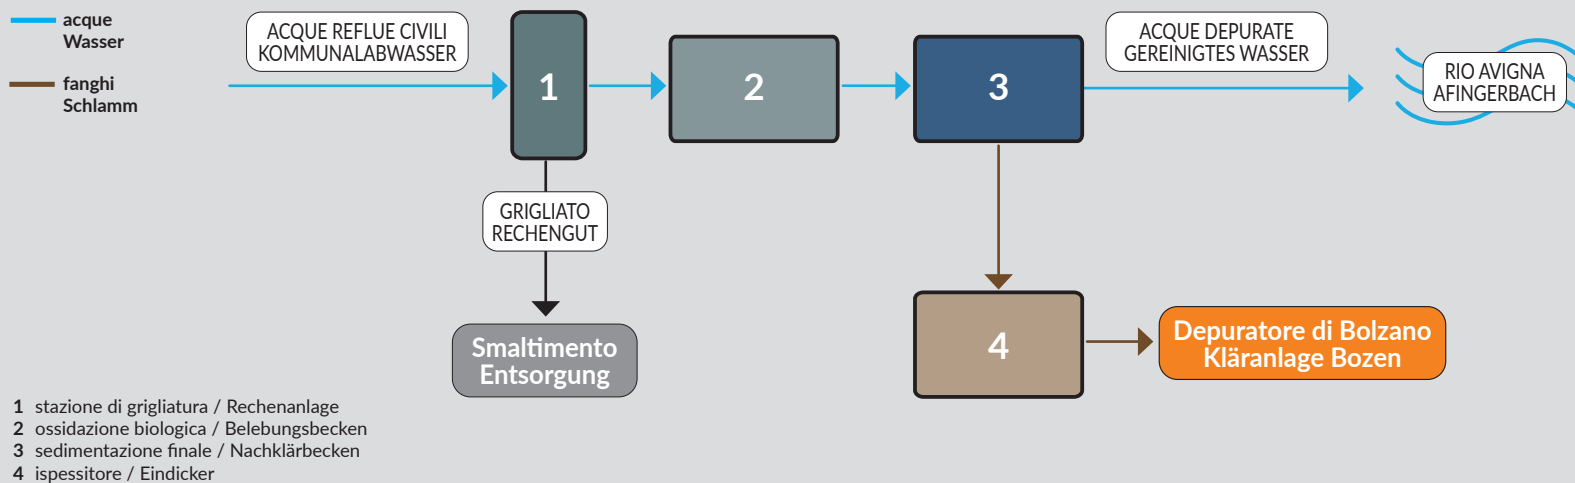 acque
Wasser
fanghi
Schlamm
ACQUE REFLUE CIVILI
KOMMUNALABWASSER
1
2
3
ACQUE DEPURATE
GEREINIGTES WASSER
RIO AVIGNA
AFINGERBACH
GRIGLIATO
RECHENGUT
Smaltimento
Entsorgung
4
Depuratore di Bolzano
Kläranlage Bozen
1 stazione di grigliatura / Rechenanlage
2 ossidazione biologica / Belebungsbecken
3 sedimentazione finale / Nachklärbecken
4 ispessitore / Eindicker